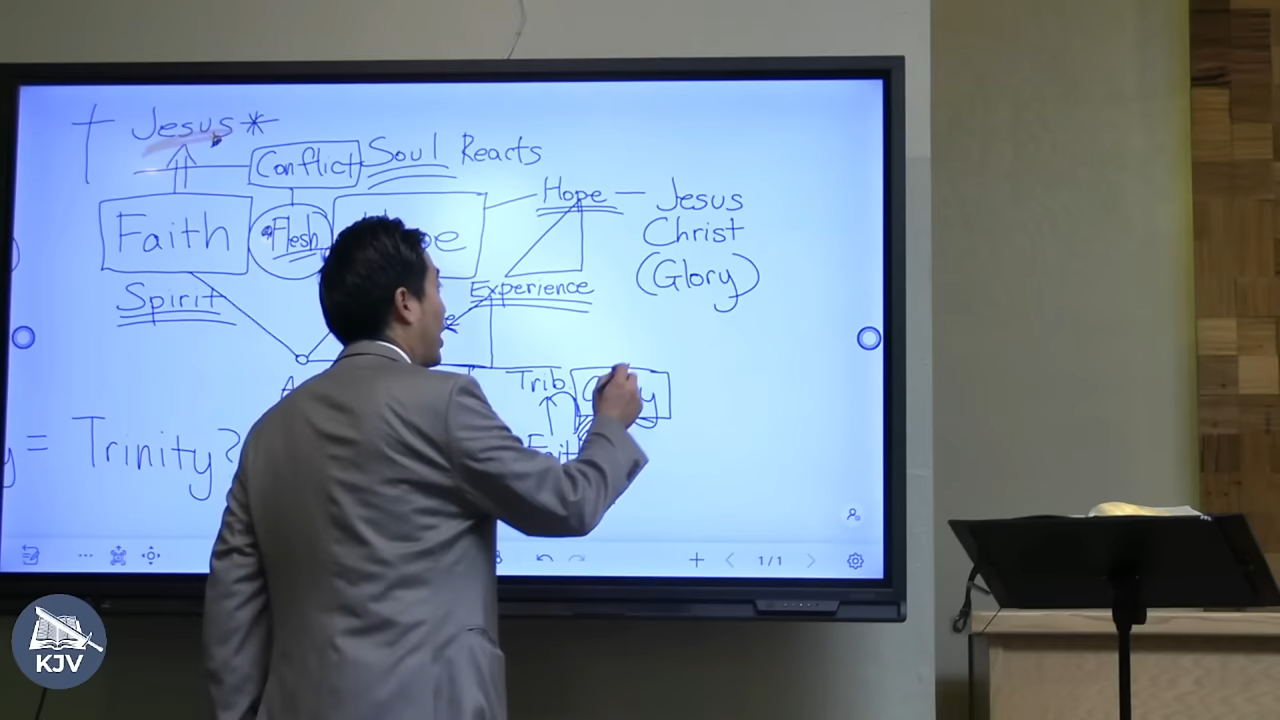 Jesus*
Conflict Soul Reacts
Hope — Jesus
Faith Flesh
Christ
(Glory)
Spirit
Experience
Trib
= Trinity?
1/1
KJV